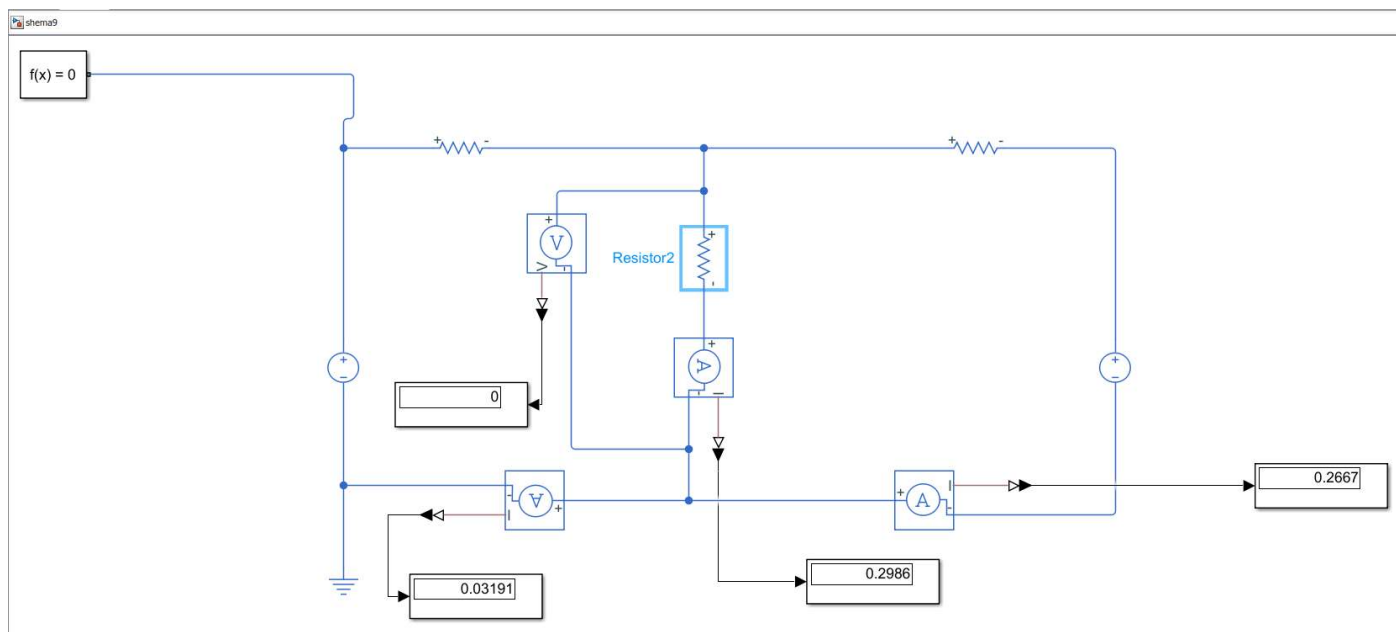 shema9
f(x) = 0
+ -
+ -
+
V
V -
+
Resistor2
-
+
A
- I
+
-
+
-
0
-
A
I +
I
+ A
-
0.2667
0.03191
0.2986